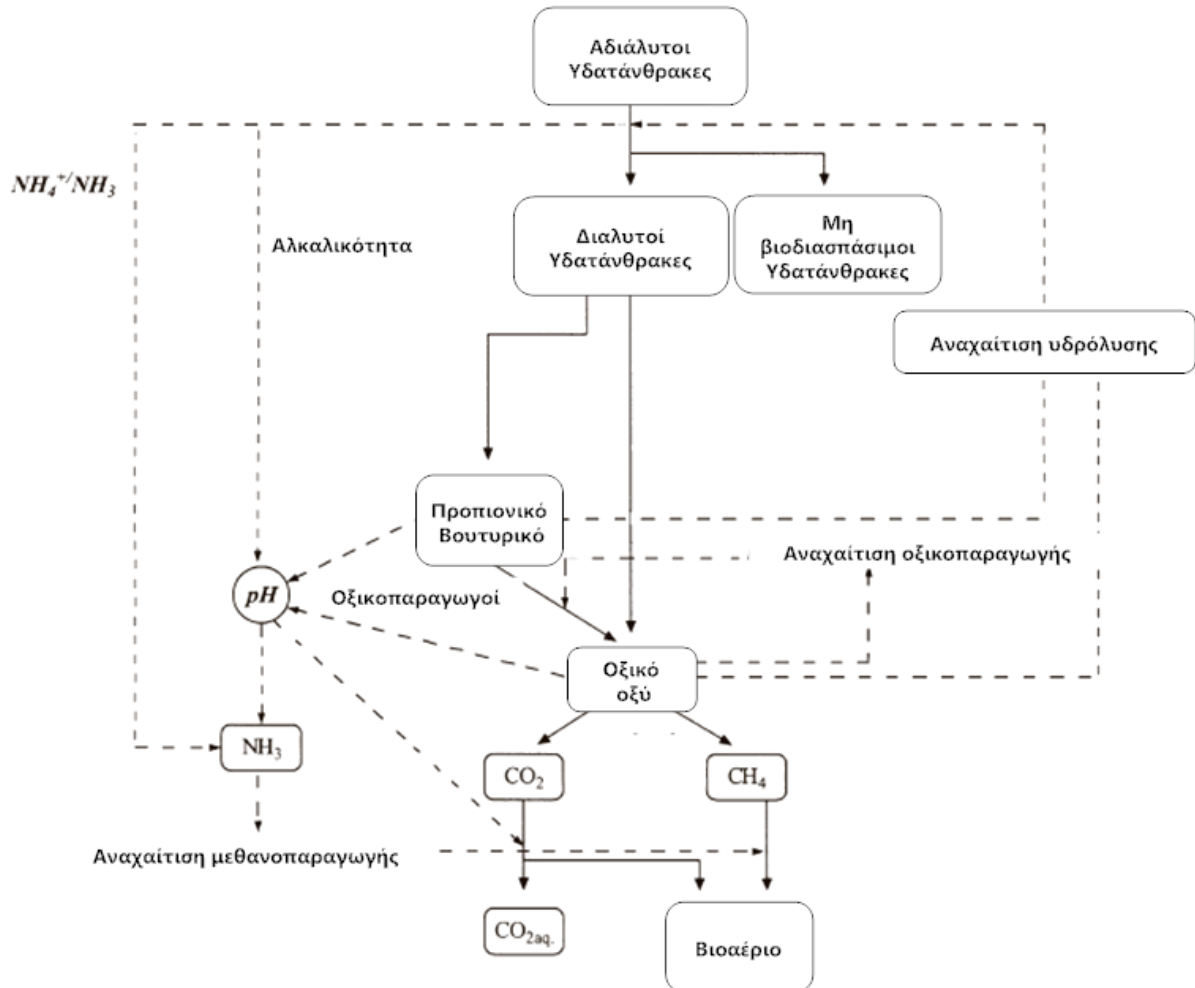 Αδιάλυτοι
Υδατάνθρακες
NH₄⁺/NH₃
Αλκαλικότητα
Διαλυτοί
Υδατάνθρακες
Μη
βιοδιασπάσιμοι
Υδατάνθρακες
Αναχαίτιση υδρόλυσης
Προπιονικό
Βουτυρικό
Αναχαίτιση οξικοπαραγωγής
pH
Οξικοπαραγωγοί
Οξικό
οξύ
NH₃
CO₂
CH₄
Αναχαίτιση μεθανοπαραγωγής
CO₂aq.
Βιοαέριο